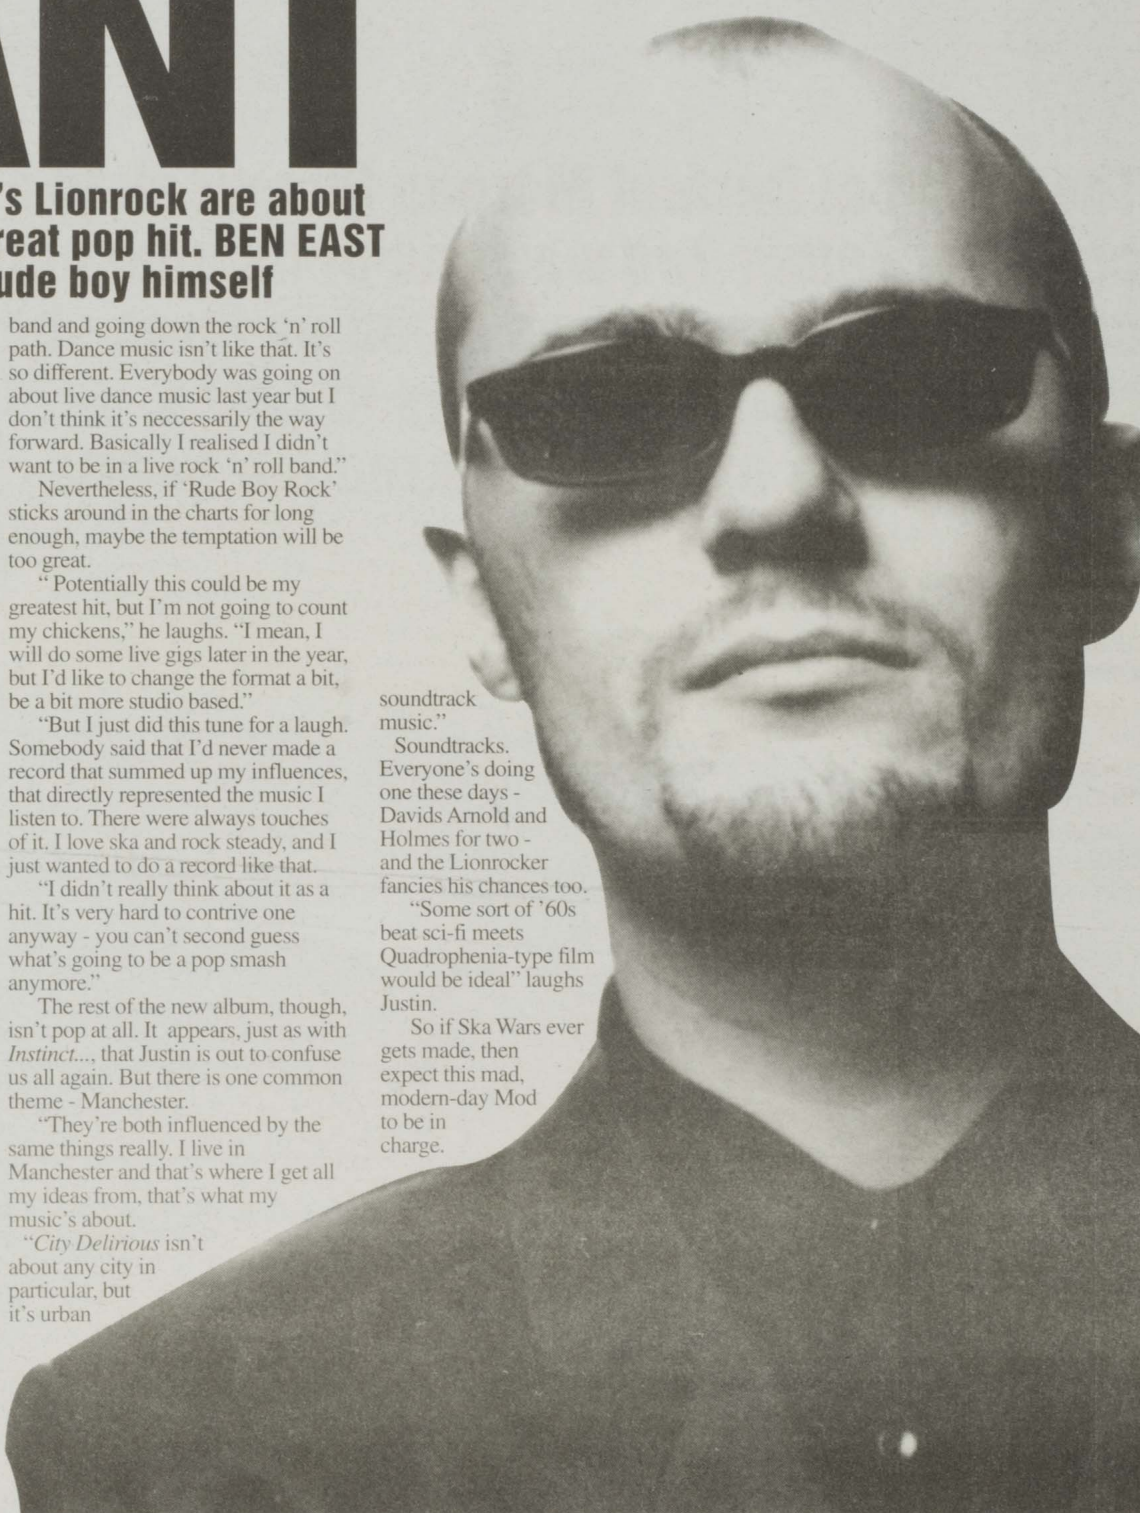 ANT
's Lionrock are about
reat pop hit. BEN EAST
ude boy himself
band and going down the rock ‘n’ roll
path. Dance music isn’t like that. It’s
so different. Everybody was going on
about live dance music last year but I
don’t think it’s neccessarily the way
forward. Basically I realised I didn’t
want to be in a live rock ‘n’ roll band.”
Nevertheless, if ‘Rude Boy Rock’
sticks around in the charts for long
enough, maybe the temptation will be
too great.
“ Potentially this could be my
greatest hit, but I’m not going to count
my chickens,” he laughs. “I mean, I
will do some live gigs later in the year,
but I’d like to change the format a bit,
be a bit more studio based.”
“But I just did this tune for a laugh.
Somebody said that I’d never made a
record that summed up my influences,
that directly represented the music I
listen to. There were always touches
of it. I love ska and rock steady, and I
just wanted to do a record like that.
“I didn’t really think about it as a
hit. It’s very hard to contrive one
anyway - you can’t second guess
what’s going to be a pop smash
anymore.”
The rest of the new album, though,
isn’t pop at all. It appears, just as with
Instinct..., that Justin is out to confuse
us all again. But there is one common
theme - Manchester.
“They’re both influenced by the
same things really. I live in
Manchester and that’s where I get all
my ideas from, that’s what my
music’s about.
“City Delirious isn’t
about any city in
particular, but
it’s urban
soundtrack
music.”
Soundtracks.
Everyone’s doing
one these days -
Davids Arnold and
Holmes for two -
and the Lionrocker
fancies his chances too.
“Some sort of ’60s
beat sci-fi meets
Quadrophenia-type film
would be ideal” laughs
Justin.
So if Ska Wars ever
gets made, then
expect this mad,
modern-day Mod
to be in
charge.